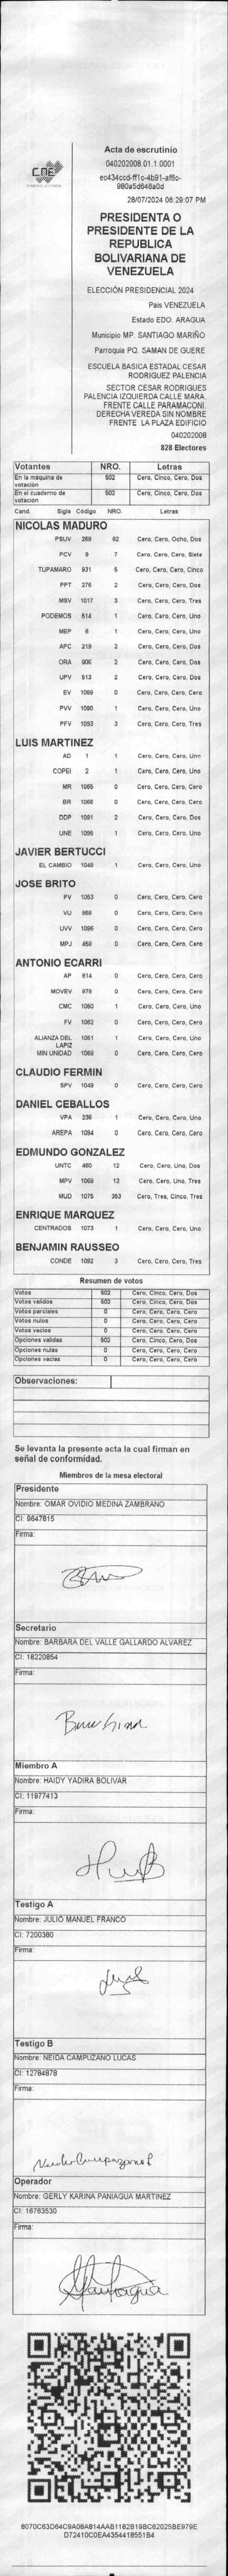 Acta de escrutinio
040202008.01.1.0001
ec434ccd-ff1c-4b91-af6c-
980a5d646a0d
28/07/2024 06:29:07 PM
PRESIDENTA O
PRESIDENTE DE LA
REPUBLICA
BOLIVARIANA DE
VENEZUELA
ELECCIÓN PRESIDENCIAL 2024
País VENEZUELA
Estado EDO. ARAGUA
Municipio MP. SANTIAGO MARIÑO
Parroquia PQ. SAMAN DE GUERE
ESCUELA BASICA ESTADAL CESAR
RODRIGUEZ PALENCIA
SECTOR CESAR RODRIGUES
PALENCIA IZQUIERDA CALLE MARA.
FRENTE CALLE PARAMACONI.
DERECHA VEREDA SIN NOMBRE
FRENTE LA PLAZA EDIFICIO
040202008
828 Electores
CNE
Votantes NRO. Letras
En la máquina de votación 502 Cero, Cinco, Cero, Dos
En el cuaderno de votación 502 Cero, Cinco, Cero, Dos
Cand. Sigla Código NRO. Letras
NICOLAS MADURO
PSUV 269 82 Cero, Cero, Ocho, Dos
PCV 9 7 Cero, Cero, Cero, Siete
TUPAMARO 931 5 Cero, Cero, Cero, Cinco
PPT 276 2 Cero, Cero, Cero, Dos
MSV 1017 3 Cero, Cero, Cero, Tres
PODEMOS 514 1 Cero, Cero, Cero, Uno
MEP 6 1 Cero, Cero, Cero, Uno
APC 219 2 Cero, Cero, Cero, Dos
ORA 906 2 Cero, Cero, Cero, Dos
UPV 613 2 Cero, Cero, Cero, Dos
EV 1089 0 Cero, Cero, Cero, Cero
PVV 1090 1 Cero, Cero, Cero, Uno
PFV 1093 3 Cero, Cero, Cero, Tres
LUIS MARTINEZ
AD 1 1 Cero, Cero, Cero, Uno
COPEI 2 1 Cero, Cero, Cero, Uno
MR 1065 0 Cero, Cero, Cero, Cero
BR 1066 0 Cero, Cero, Cero, Cero
DDP 1091 2 Cero, Cero, Cero, Dos
UNE 1095 1 Cero, Cero, Cero, Uno
JAVIER BERTUCCI
EL CAMBIO 1048 1 Cero, Cero, Cero, Uno
JOSE BRITO
PV 1053 0 Cero, Cero, Cero, Cero
VU 868 0 Cero, Cero, Cero, Cero
UVV 1096 0 Cero, Cero, Cero, Cero
MPJ 458 0 Cero, Cero, Cero, Cero
ANTONIO ECARRI
AP 814 0 Cero, Cero, Cero, Cero
MOVEV 978 0 Cero, Cero, Cero, Cero
CMC 1060 1 Cero, Cero, Cero, Uno
FV 1062 0 Cero, Cero, Cero, Cero
ALIANZA DEL LAPIZ 1061 1 Cero, Cero, Cero, Uno
MIN UNIDAD 1068 0 Cero, Cero, Cero, Cero
CLAUDIO FERMIN
SPV 1049 0 Cero, Cero, Cero, Cero
DANIEL CEBALLOS
VPA 236 1 Cero, Cero, Cero, Uno
AREPA 1094 0 Cero, Cero, Cero, Cero
EDMUNDO GONZALEZ
UNTC 460 12 Cero, Cero, Uno, Dos
MPV 1069 13 Cero, Cero, Uno, Tres
MUD 1075 353 Cero, Tres, Cinco, Tres
ENRIQUE MARQUEZ
CENTRADOS 1073 1 Cero, Cero, Cero, Uno
BENJAMIN RAUSSEO
CONDE 1092 3 Cero, Cero, Cero, Tres
Resumen de votos
Votos 502 Cero, Cinco, Cero, Dos
Votos validos 502 Cero, Cinco, Cero, Dos
Votos parciales 0 Cero, Cero, Cero, Cero
Votos nulos 0 Cero, Cero, Cero, Cero
Votos vacios 0 Cero, Cero, Cero, Cero
Opciones validas 502 Cero, Cinco, Cero, Dos
Opciones nulas 0 Cero, Cero, Cero, Cero
Opciones vacias 0 Cero, Cero, Cero, Cero
Observaciones:
Se levanta la presente acta la cual firman en
señal de conformidad.
Miembros de la mesa electoral
Presidente
Nombre: OMAR OVIDIO MEDINA ZAMBRANO
CI: 9647815
Firma:
Secretario
Nombre: BARBARA DEL VALLE GALLARDO ALVAREZ
CI: 18220854
Firma:
Miembro A
Nombre: HAIDY YADIRA BOLIVAR
CI: 11977413
Firma:
Testigo A
Nombre: JULIO MANUEL FRANCO
CI: 7200380
Firma:
Testigo B
Nombre: NEIDA CAMPUZANO LUCAS
CI: 12784878
Firma:
Operador
Nombre: GERLY KARINA PANIAGUA MARTINEZ
CI: 16763530
Firma:
8070C63D64C9A08A814AAB1182B19BC62025BE979E
D72410C0EA4354418551B4